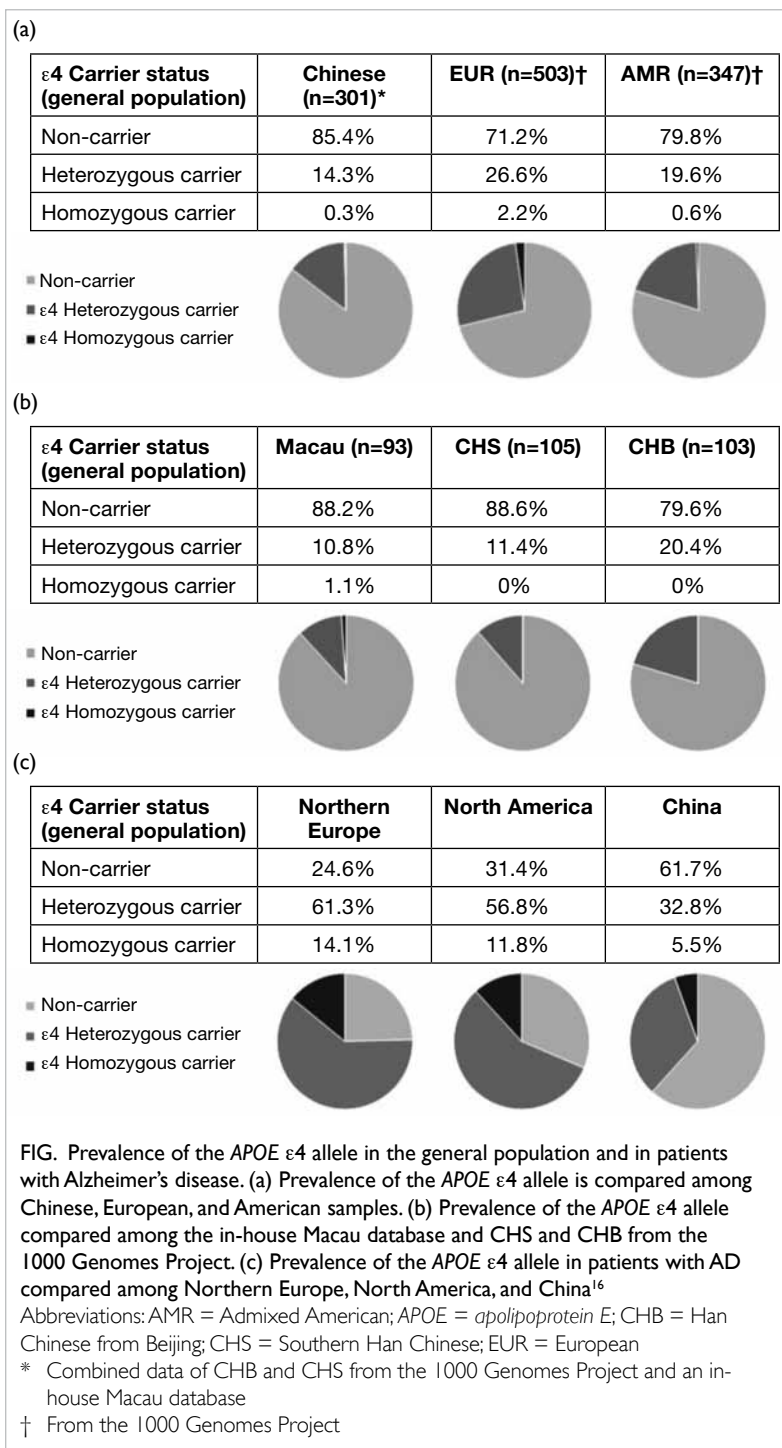 (a)
ε4 Carrier status (general population) Chinese (n=301)* EUR (n=503)† AMR (n=347)†
Non-carrier 85.4% 71.2% 79.8%
Heterozygous carrier 14.3% 26.6% 19.6%
Homozygous carrier 0.3% 2.2% 0.6%
Non-carrier
ε4 Heterozygous carrier
ε4 Homozygous carrier
(b)
ε4 Carrier status (general population) Macau (n=93) CHS (n=105) CHB (n=103)
Non-carrier 88.2% 88.6% 79.6%
Heterozygous carrier 10.8% 11.4% 20.4%
Homozygous carrier 1.1% 0% 0%
Non-carrier
ε4 Heterozygous carrier
ε4 Homozygous carrier
(c)
ε4 Carrier status (general population) Northern Europe North America China
Non-carrier 24.6% 31.4% 61.7%
Heterozygous carrier 61.3% 56.8% 32.8%
Homozygous carrier 14.1% 11.8% 5.5%
Non-carrier
ε4 Heterozygous carrier
ε4 Homozygous carrier
FIG. Prevalence of the APOE ε4 allele in the general population and in patients
with Alzheimer's disease. (a) Prevalence of the APOE ε4 allele is compared among
Chinese, European, and American samples. (b) Prevalence of the APOE ε4 allele
compared among the in-house Macau database and CHS and CHB from the
1000 Genomes Project. (c) Prevalence of the APOE ε4 allele in patients with AD
compared among Northern Europe, North America, and China16
Abbreviations: AMR = Admixed American; APOE = apolipoprotein E; CHB = Han
Chinese from Beijing; CHS = Southern Han Chinese; EUR = European
* Combined data of CHB and CHS from the 1000 Genomes Project and an in-
house Macau database
† From the 1000 Genomes Project